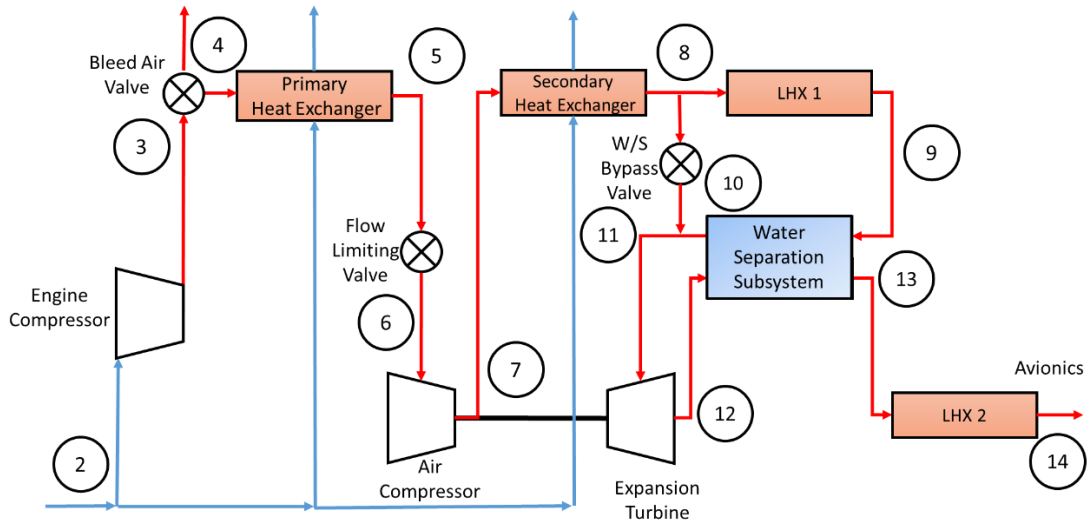 4
5
8
Bleed Air
Valve
Primary
Heat Exchanger
Secondary
Heat Exchanger
LHX 1
3
W/S
Bypass
Valve
9
10
11
Flow
Limiting
Valve
Water
Separation
Subsystem
13
Engine
Compressor
6
7
12
Avionics
LHX 2
2
14
Air
Compressor
Expansion
Turbine